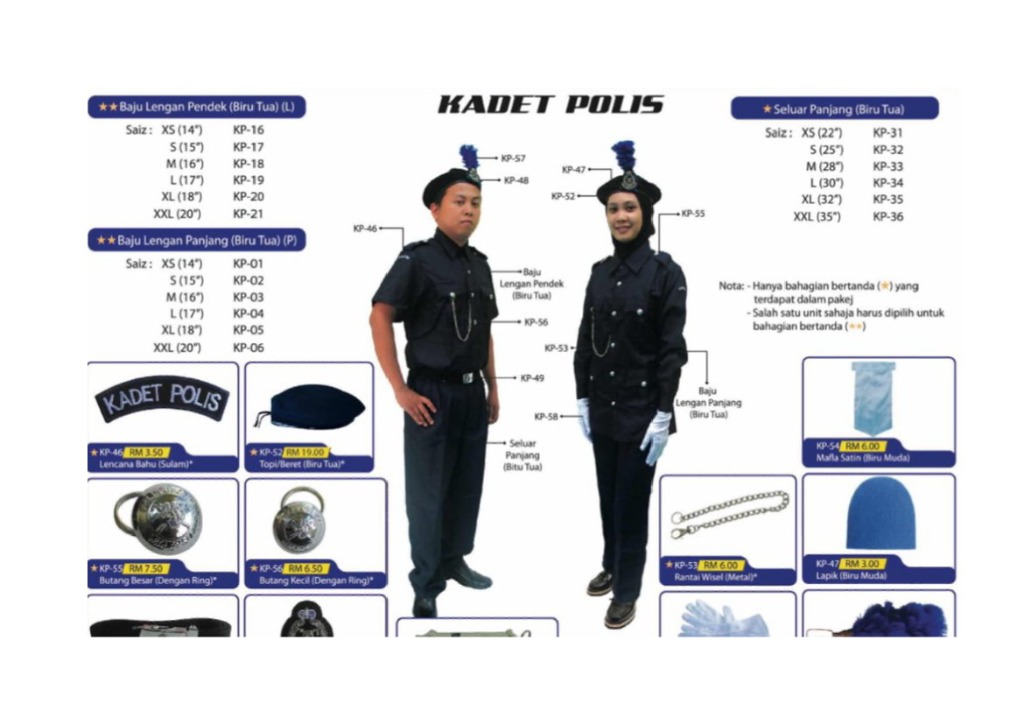 KADET POLIS
★★Baju Lengan Pendek (Biru Tua) (L)
Saiz : XS (14") KP-16
S (15") KP-17
M (16") KP-18
L (17") KP-19
XL (18") KP-20
XXL (20") KP-21
★★Baju Lengan Panjang (Biru Tua) (P)
Saiz : XS (14") KP-01
S (15") KP-02
M (16") KP-03
L (17") KP-04
XL (18") KP-05
XXL (20") KP-06
★Seluar Panjang (Biru Tua)
Saiz : XS (22") KP-31
S (25") KP-32
M (28") KP-33
L (30") KP-34
XL (32") KP-35
XXL (35") KP-36
Nota: - Hanya bahagian bertanda (★) yang
terdapat dalam pakej
- Salah satu unit sahaja harus dipilih untuk
bahagian bertanda (★★)
KP-57
KP-48
KP-46
Baju
Lengan Pendek
(Biru Tua)
KP-56
KP-49
Seluar
Panjang
(Bitu Tua)
KP-47
KP-52
KP-55
KP-53
KP-58
Baju
Lengan Panjang
(Biru Tua)
KADET POLIS
★KP-46 RM 3.50
Lencana Bahu (Sulam)*
★KP-52 RM 19.00
Topi/Beret (Biru Tua)*
★KP-55 RM 7.50
Butang Besar (Dengan Ring)*
★KP-56 RM 6.50
Butang Kecil (Dengan Ring)*
KP-54 RM 6.00
Mafla Satin (Biru Muda)
★KP-53 RM 6.00
Rantai Wisel (Metal)*
KP-47 RM 3.00
Lapik (Biru Muda)